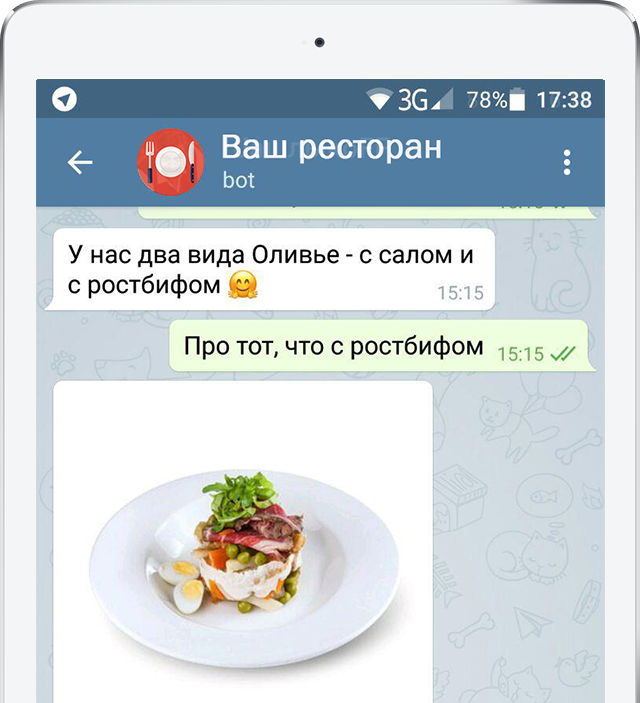 3G 78% 17:38
Ваш ресторан
bot
У нас два вида Оливье - с салом и
с ростбифом 🤗
15:15
Про тот, что с ростбифом 15:15